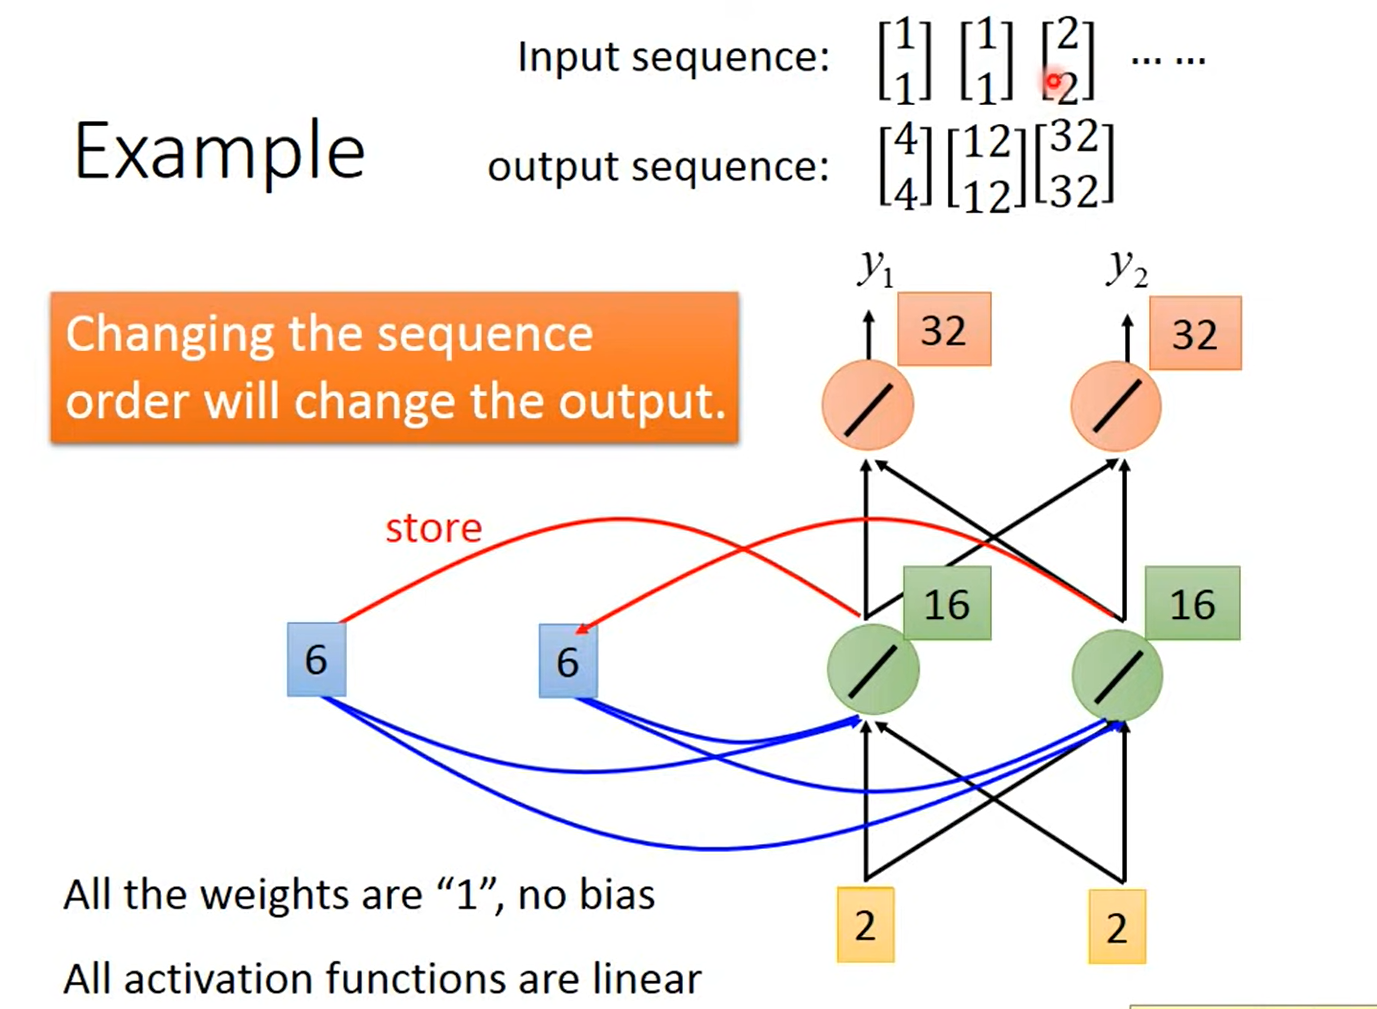 Input sequence: [1 1] [1 1] [2 2] ... ...
Example
output sequence: [4 4] [12 12] [32 32]
y1 y2
32 32
Changing the sequence
order will change the output.
store
16 16
6 6
All the weights are “1”, no bias
2 2
All activation functions are linear